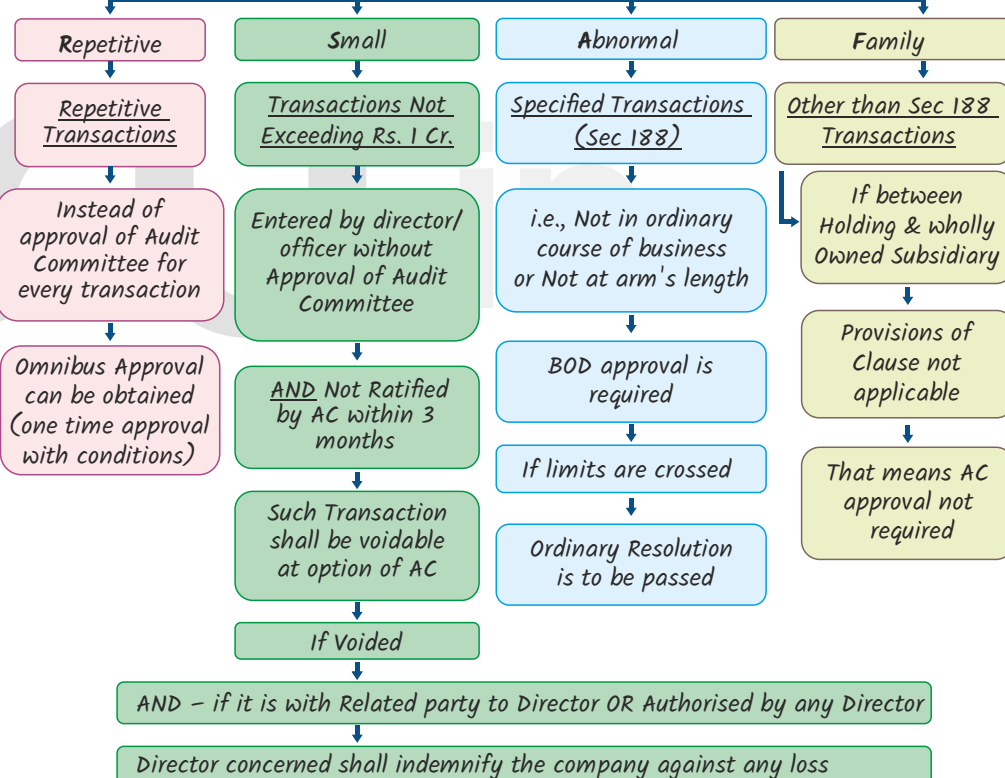 Repetitive
Repetitive
Transactions
Instead of
approval of Audit
Committee for
every transaction
Omnibus Approval
can be obtained
(one time approval
with conditions)
Small
Transactions Not
Exceeding Rs. 1 Cr.
Entered by director/
officer without
Approval of Audit
Committee
AND Not Ratified
by AC within 3
months
Such Transaction
shall be voidable
at option of AC
If Voided
AND – if it is with Related party to Director OR Authorised by any Director
Director concerned shall indemnify the company against any loss
Abnormal
Specified Transactions
(Sec 188)
i.e., Not in ordinary
course of business
or Not at arm's length
BOD approval is
required
If limits are crossed
Ordinary Resolution
is to be passed
Family
Other than Sec 188
Transactions
If between
Holding & wholly
Owned Subsidiary
Provisions of
Clause not
applicable
That means AC
approval not
required